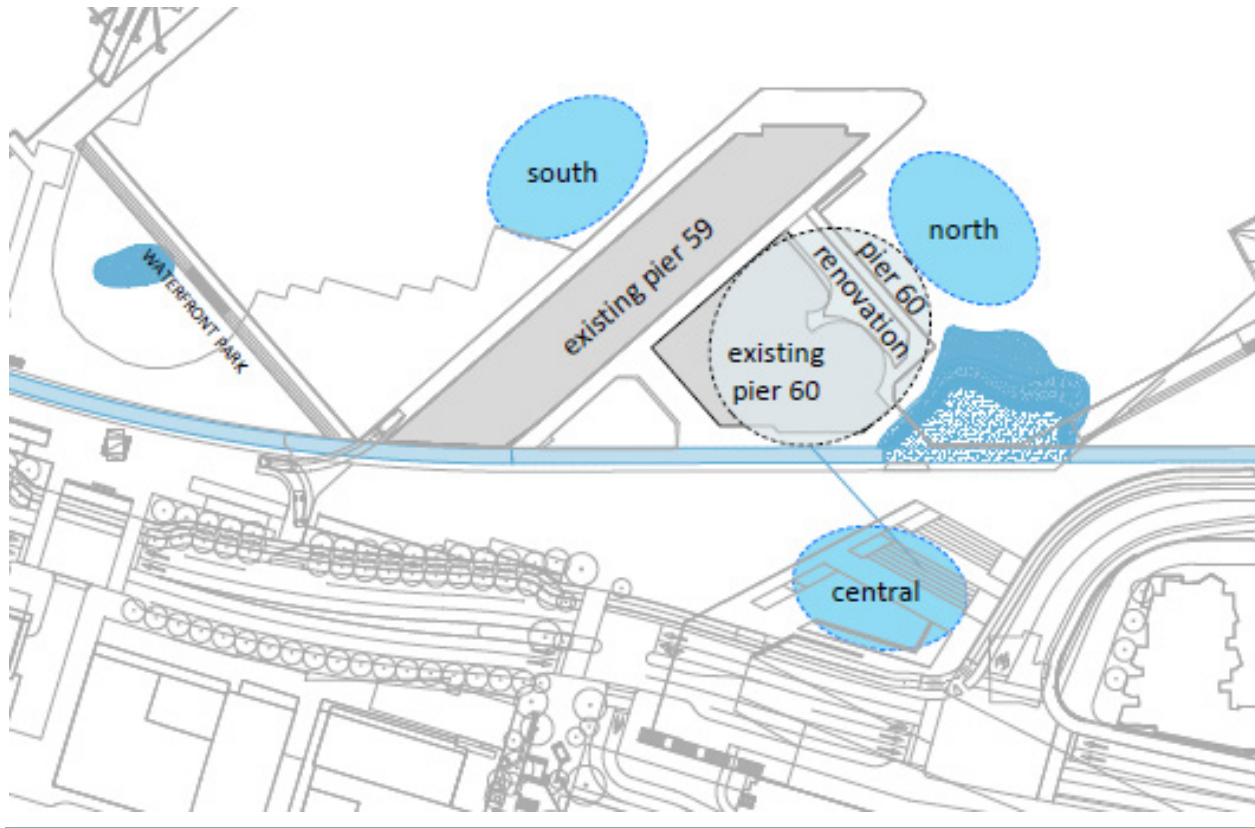 south
existing pier 59
north
pier 60
renovation
WATERFRONT PARK
existing
pier 60
central